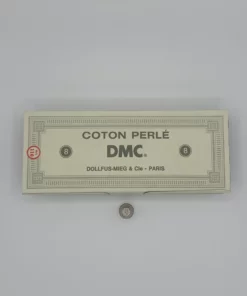 COTON PERLÉ
8 DMC® 8
DOLLFUS-MIEG & Cie - PARIS